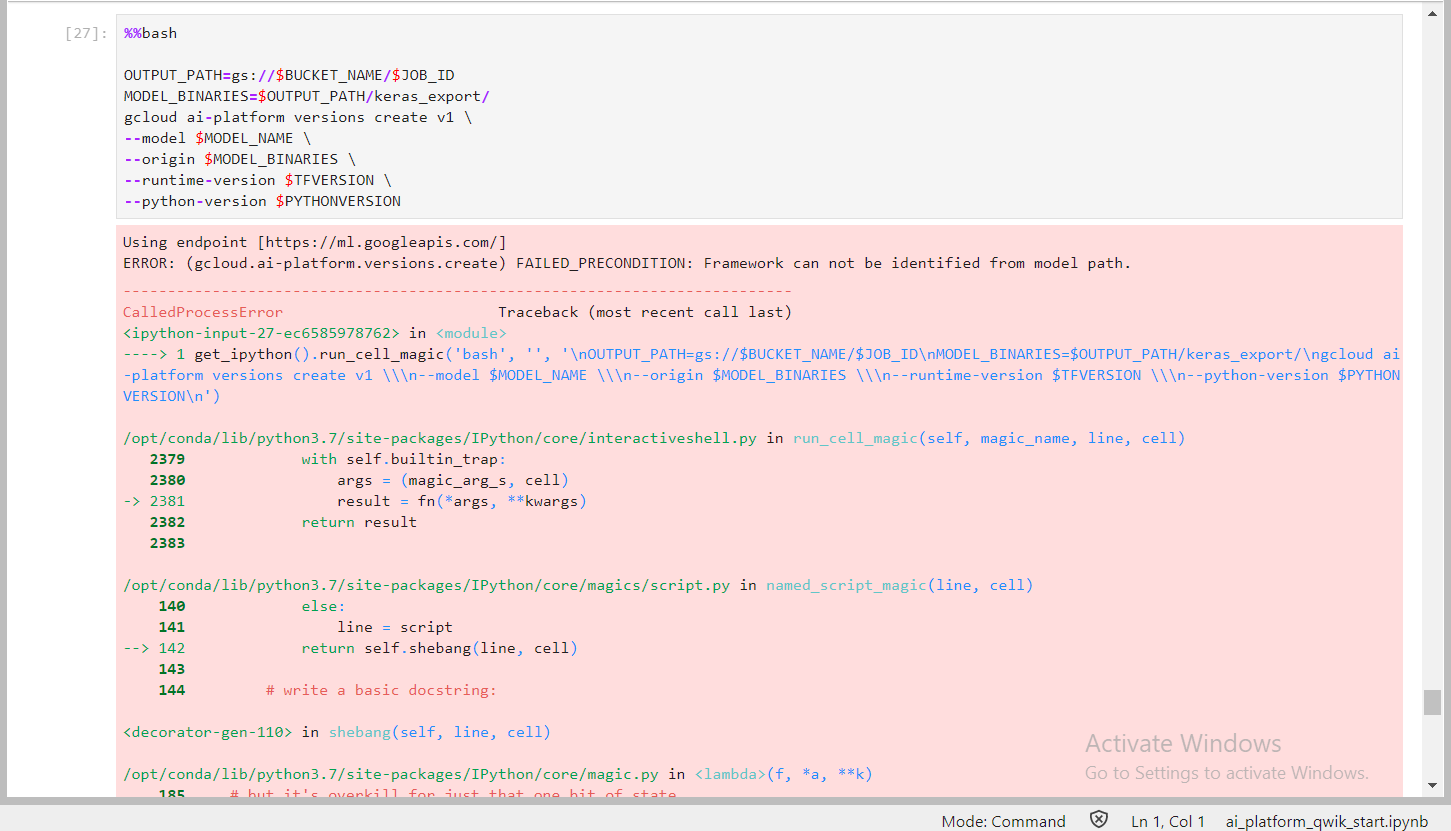 [27]:
%%bash
OUTPUT_PATH=gs://$BUCKET_NAME/$JOB_ID
MODEL_BINARIES=$OUTPUT_PATH/keras_export/
gcloud ai-platform versions create v1 \
--model $MODEL_NAME \
--origin $MODEL_BINARIES \
--runtime-version $TFVERSION \
--python-version $PYTHONVERSION
Using endpoint [https://ml.googleapis.com/]
ERROR: (gcloud.ai-platform.versions.create) FAILED_PRECONDITION: Framework can not be identified from model path.
---------------------------------------------------------------------------
CalledProcessError                        Traceback (most recent call last)
<ipython-input-27-ec6585978762> in <module>
----> 1 get_ipython().run_cell_magic('bash', '', '\nOUTPUT_PATH=gs://$BUCKET_NAME/$JOB_ID\nMODEL_BINARIES=$OUTPUT_PATH/keras_export/\ngcloud ai
-platform versions create v1 \\\n--model $MODEL_NAME \\\n--origin $MODEL_BINARIES \\\n--runtime-version $TFVERSION \\\n--python-version $PYTHON
VERSION\n')
/opt/conda/lib/python3.7/site-packages/IPython/core/interactiveshell.py in run_cell_magic(self, magic_name, line, cell)
   2379             with self.builtin_trap:
   2380                 args = (magic_arg_s, cell)
-> 2381                 result = fn(*args, **kwargs)
   2382             return result
   2383
/opt/conda/lib/python3.7/site-packages/IPython/core/magics/script.py in named_script_magic(line, cell)
    140             else:
    141                 line = script
--> 142             return self.shebang(line, cell)
    143
    144         # write a basic docstring:
<decorator-gen-110> in shebang(self, line, cell)
/opt/conda/lib/python3.7/site-packages/IPython/core/magic.py in <lambda>(f, *a, **k)
    185     # but it's overkill for just that one bit of state.
Activate Windows
Go to Settings to activate Windows.
Mode: Command Ln 1, Col 1 ai_platform_qwik_start.ipynb